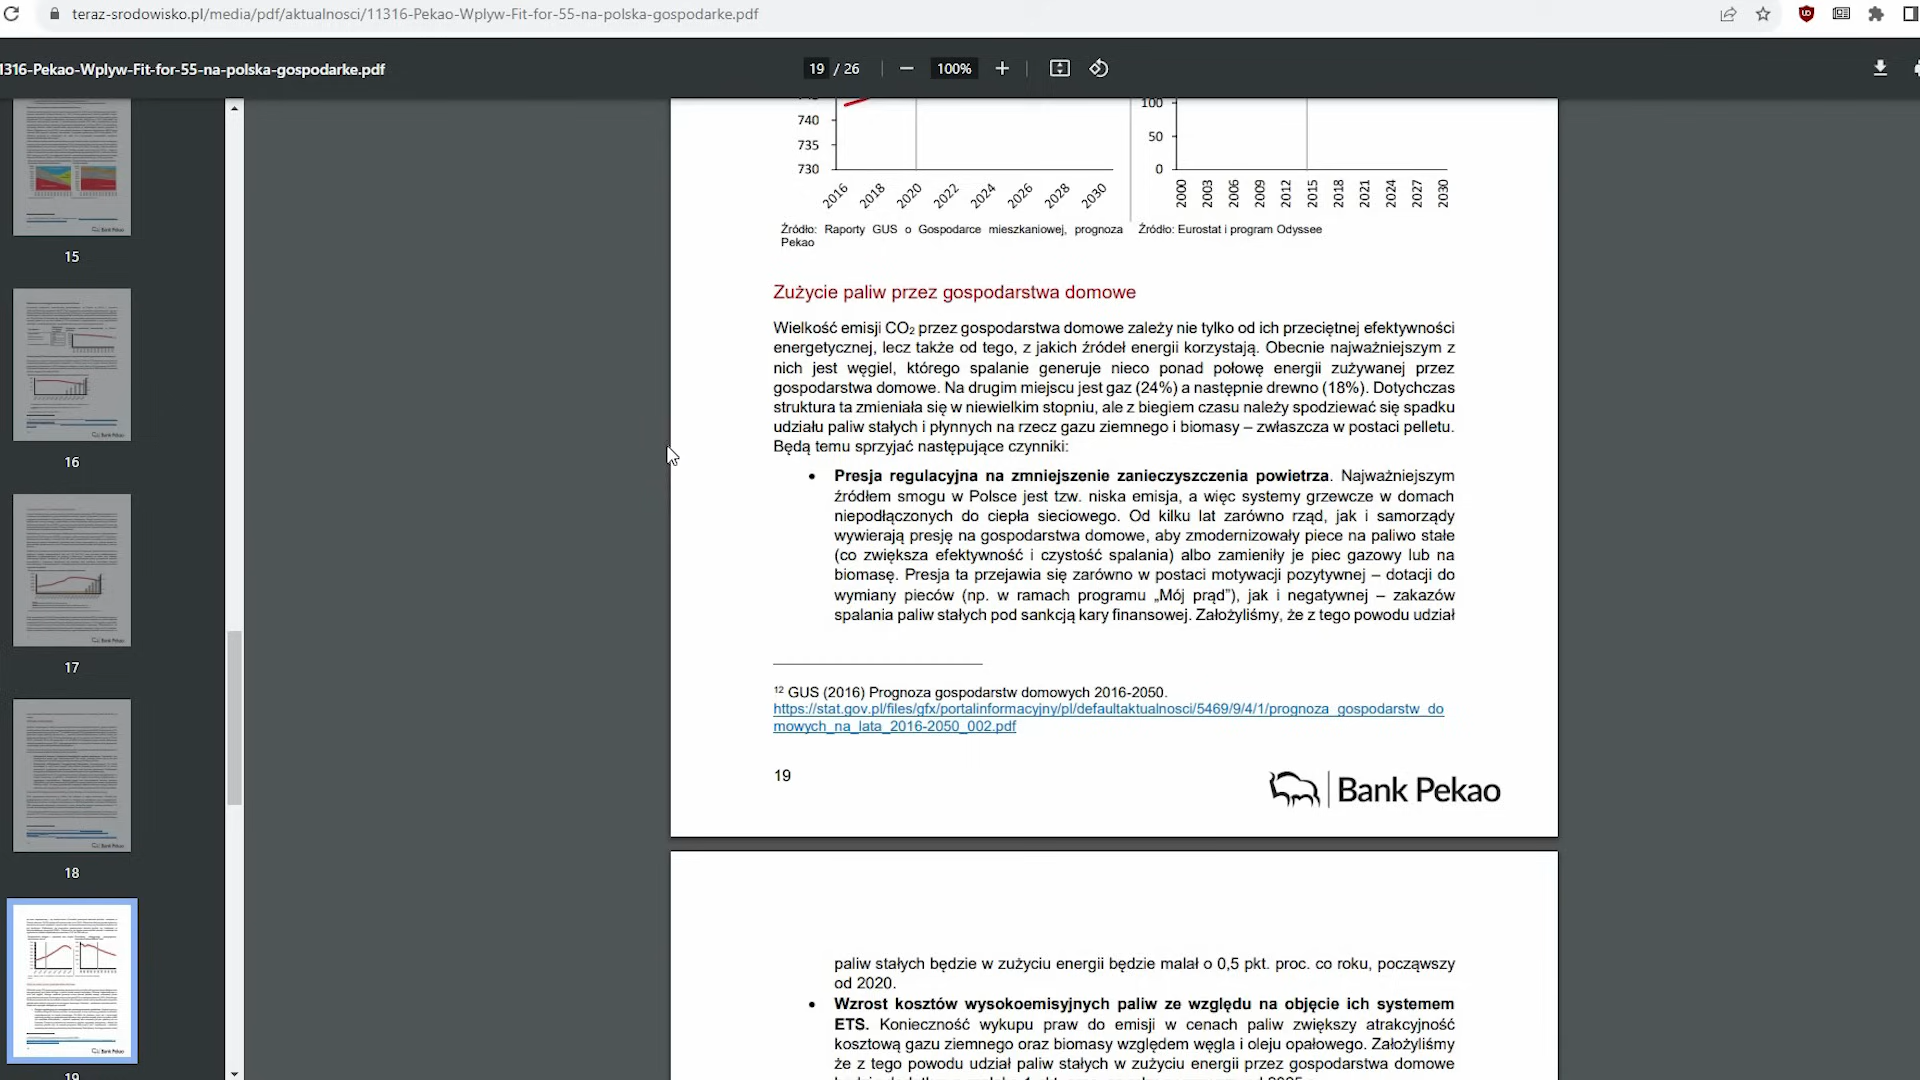 teraz-srodowisko.pl/media/pdf/aktualnosci/11316-Pekao-Wplyw-Fit-for-55-na-polska-gospodarke.pdf
1316-Pekao-Wplyw-Fit-for-55-na-polska-gospodarke.pdf
19 / 26
100%
740
735
730
2016 2018 2020 2022 2024 2026 2028 2030
100
50
0
2000 2003 2006 2009 2012 2015 2018 2021 2024 2027 2030
Źródło: Raporty GUS o Gospodarce mieszkaniowej, prognoza
Pekao
Źródło: Eurostat i program Odyssee
Zużycie paliw przez gospodarstwa domowe
Wielkość emisji CO₂ przez gospodarstwa domowe zależy nie tylko od ich przeciętnej efektywności
energetycznej, lecz także od tego, z jakich źródeł energii korzystają. Obecnie najważniejszym z
nich jest węgiel, którego spalanie generuje nieco ponad połowę energii zużywanej przez
gospodarstwa domowe. Na drugim miejscu jest gaz (24%) a następnie drewno (18%). Dotychczas
struktura ta zmieniała się w niewielkim stopniu, ale z biegiem czasu należy spodziewać się spadku
udziału paliw stałych i płynnych na rzecz gazu ziemnego i biomasy – zwłaszcza w postaci pelletu.
Będą temu sprzyjać następujące czynniki:
• Presja regulacyjna na zmniejszenie zanieczyszczenia powietrza. Najważniejszym
źródłem smogu w Polsce jest tzw. niska emisja, a więc systemy grzewcze w domach
niepodłączonych do ciepła sieciowego. Od kilku lat zarówno rząd, jak i samorządy
wywierają presję na gospodarstwa domowe, aby zmodernizowały piece na paliwo stałe
(co zwiększa efektywność i czystość spalania) albo zamieniły je piec gazowy lub na
biomasę. Presja ta przejawia się zarówno w postaci motywacji pozytywnej – dotacji do
wymiany pieców (np. w ramach programu „Mój prąd”), jak i negatywnej – zakazów
spalania paliw stałych pod sankcją kary finansowej. Założyliśmy, że z tego powodu udział
¹² GUS (2016) Prognoza gospodarstw domowych 2016-2050.
https://stat.gov.pl/files/gfx/portalinformacyjny/pl/defaultaktualnosci/5469/9/4/1/prognoza_gospodarstw_do
mowych_na_lata_2016-2050_002.pdf
19
Bank Pekao
paliw stałych będzie w zużyciu energii będzie malał o 0,5 pkt. proc. co roku, począwszy
od 2020.
• Wzrost kosztów wysokoemisyjnych paliw ze względu na objęcie ich systemem
ETS. Konieczność wykupu praw do emisji w cenach paliw zwiększy atrakcyjność
kosztową gazu ziemnego oraz biomasy względem węgla i oleju opałowego. Założyliśmy
że z tego powodu udział paliw stałych w zużyciu energii przez gospodarstwa domowe
15
16
17
18
19